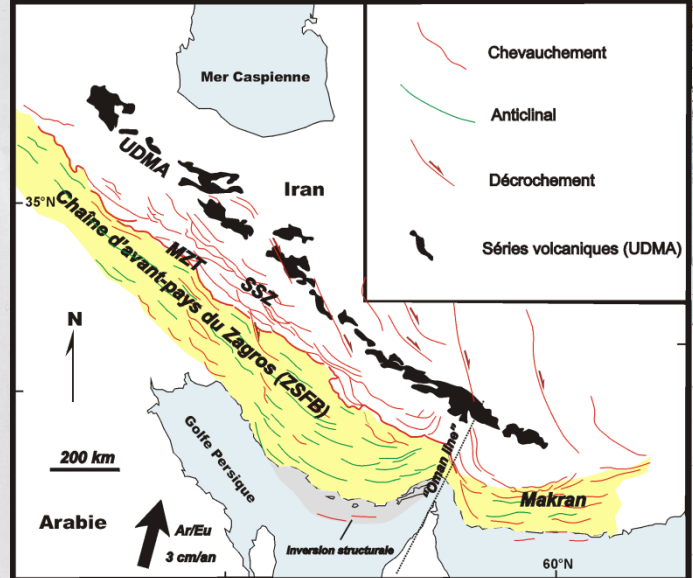 Mer Caspienne
Chevauchement
Anticlinal
Décrochement
Séries volcaniques (UDMA)
UDMA
Iran
35°N
Chaîne d'avant-pays du Zagros (ZSFB)
MZT
SSZ
N
200 km
Golfe Persique
Arabie
Ar/Eu
3 cm/an
Inversion structurale
"Oman line"
Makran
60°N